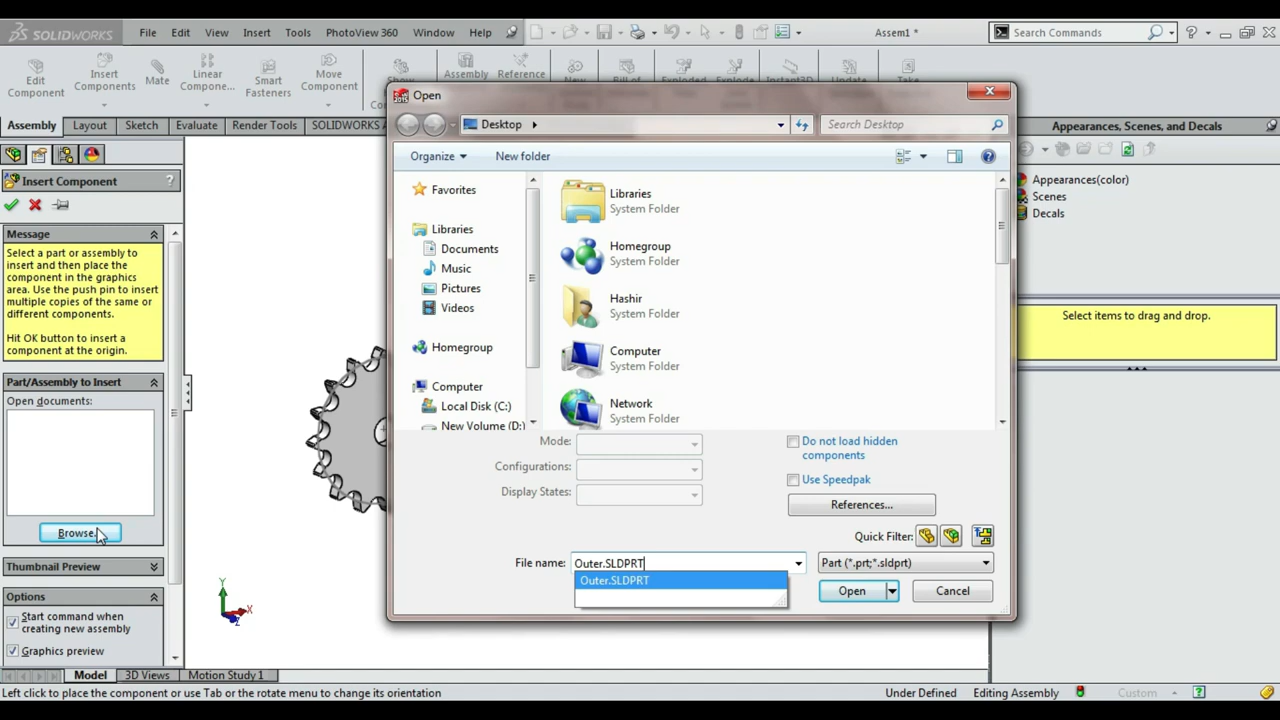 SOLIDWORKS File Edit View Insert Tools PhotoView 360 Window Help Assem1 * Search Commands
Edit Component
Insert Components
Mate
Linear Compone...
Smart Fasteners
Move Component
Show
Assembly
Reference
New
Bill of
Exploded
Explode
Instant3D
Update
Take
Assembly Layout Sketch Evaluate Render Tools SOLIDWORKS A
Insert Component ?
Message
Select a part or assembly to
insert and then place the
component in the graphics
area. Use the push pin to insert
multiple copies of the same or
different components.
Hit OK button to insert a
component at the origin.
Part/Assembly to Insert
Open documents:
Browse..
Thumbnail Preview
Options
Start command when
creating new assembly
Graphics preview
Y
X
Z
Open
Desktop
Search Desktop
Organize
New folder
Favorites
Libraries
Documents
Music
Pictures
Videos
Homegroup
Computer
Local Disk (C:)
New Volume (D:)
Libraries
System Folder
Homegroup
System Folder
Hashir
System Folder
Computer
System Folder
Network
System Folder
Mode:
Configurations:
Display States:
Do not load hidden
components
Use Speedpak
References...
Quick Filter:
File name: Outer.SLDPRT Part (*.prt;*.sldprt)
Outer.SLDPRT
Open Cancel
Appearances, Scenes, and Decals
Appearances(color)
Scenes
Decals
Select items to drag and drop.
Model 3D Views Motion Study 1
Left click to place the component or use Tab or the rotate menu to change its orientation Under Defined Editing Assembly Custom